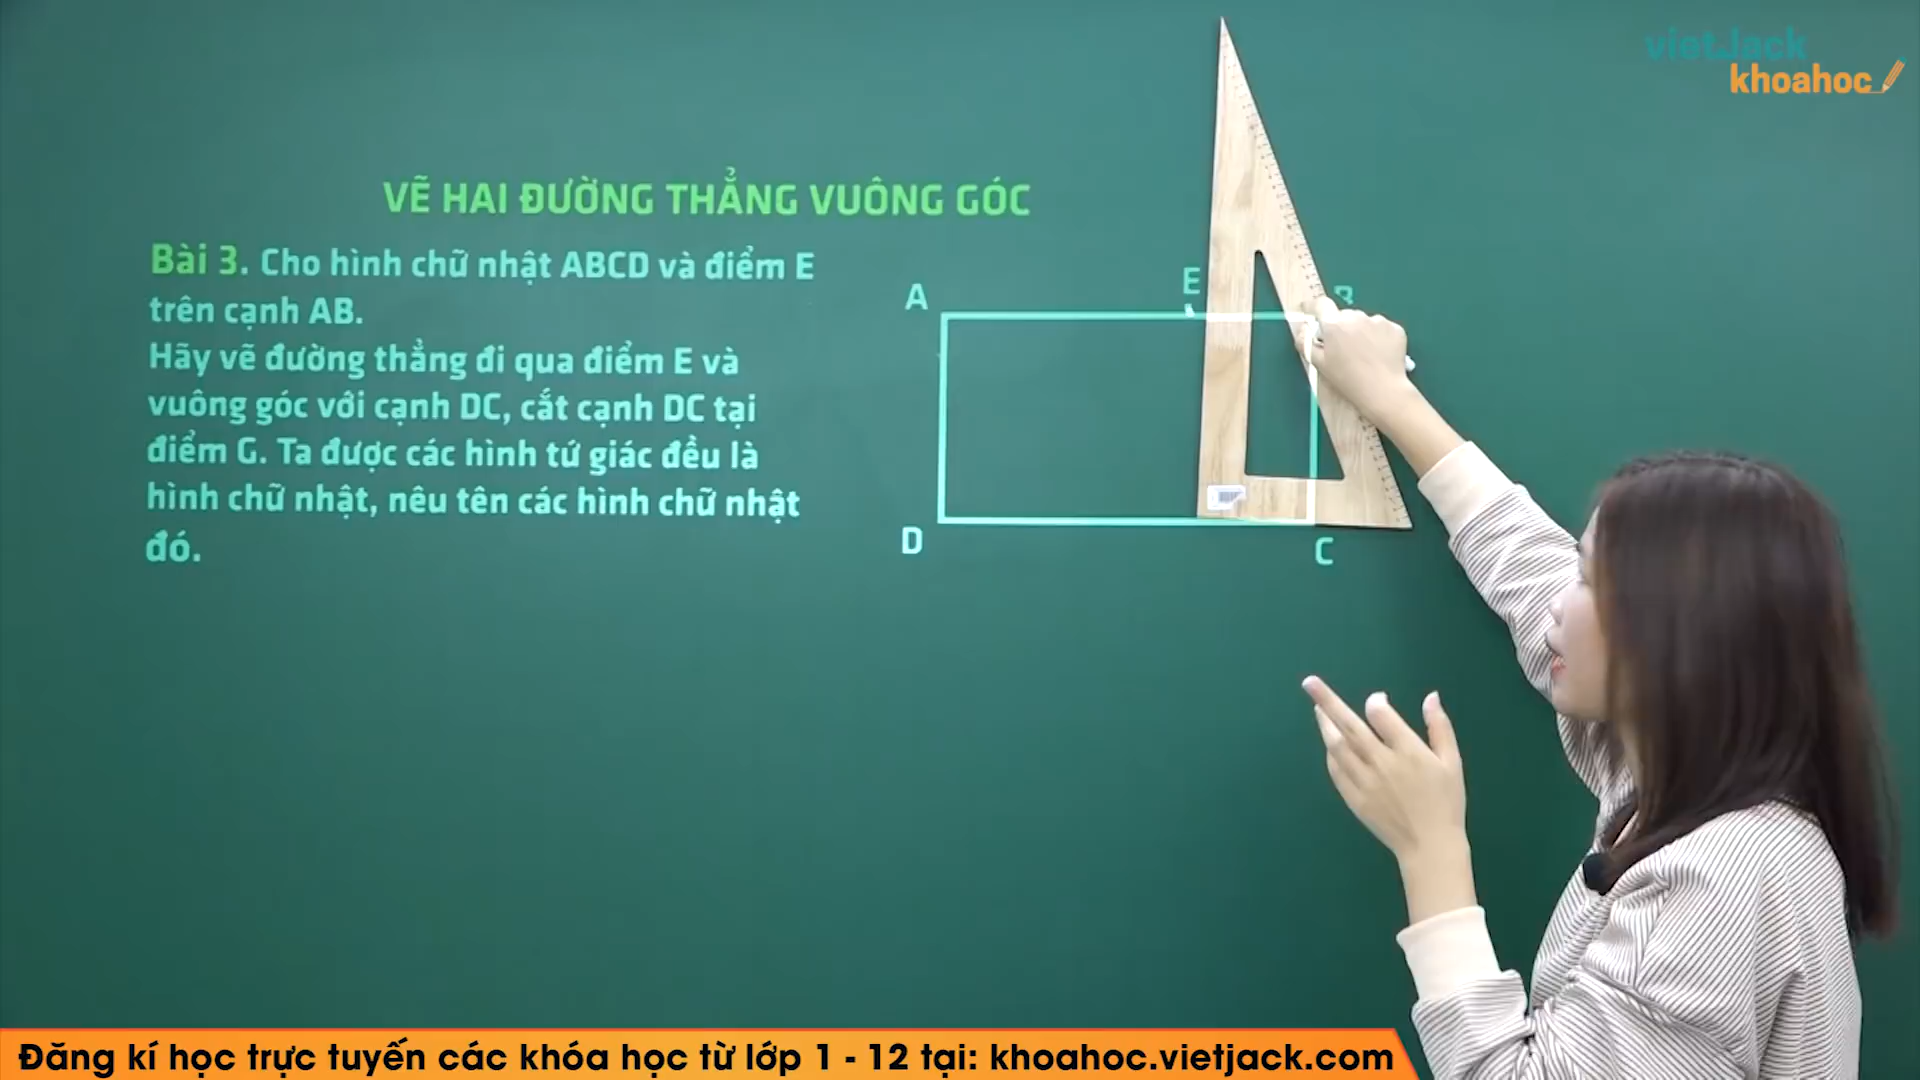 vietJack
khoahoc
VẼ HAI ĐƯỜNG THẲNG VUÔNG GÓC
Bài 3. Cho hình chữ nhật ABCD và điểm E
trên cạnh AB.
Hãy vẽ đường thẳng đi qua điểm E và
vuông góc với cạnh DC, cắt cạnh DC tại
điểm G. Ta được các hình tứ giác đều là
hình chữ nhật, nêu tên các hình chữ nhật
đó.
A
E
B
D
C
Đăng kí học trực tuyến các khóa học từ lớp 1 - 12 tại: khoahoc.vietjack.com